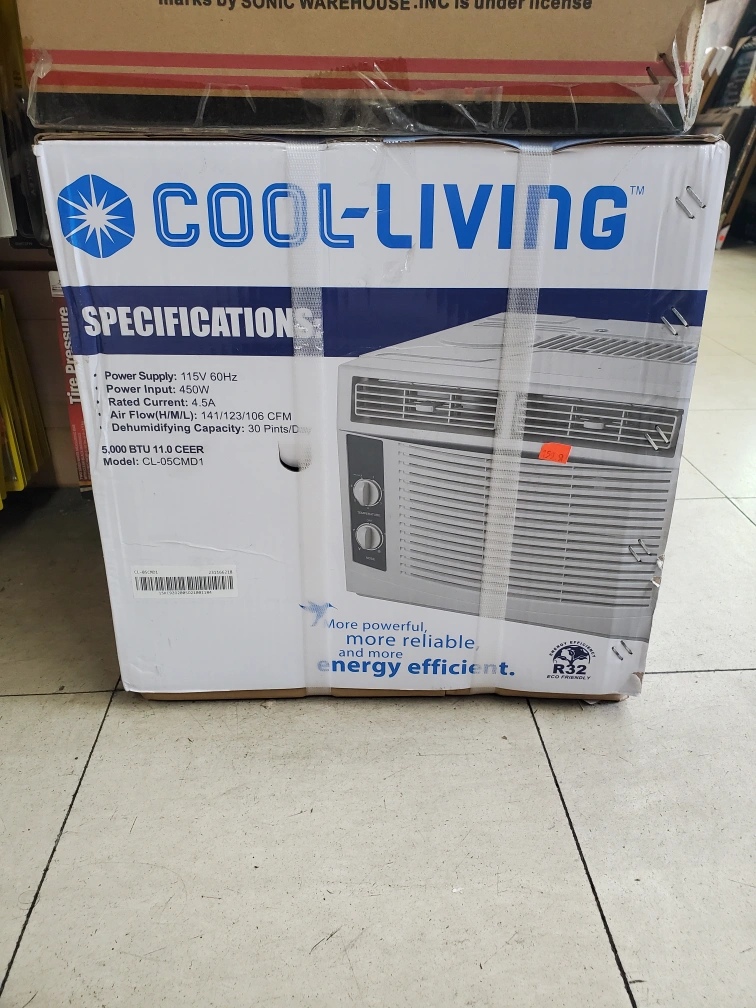 marks by SONIC WAREHOUSE.INC is under license
COOL-LIVING™
SPECIFICATIONS:
• Power Supply: 115V 60Hz
• Power Input: 450W
• Rated Current: 4.5A
• Air Flow(H/M/L): 141/123/106 CFM
• Dehumidifying Capacity: 30 Pints/Day
5,000 BTU 11.0 CEER
Model: CL-05CMD1
Tire Pressure
More powerful,
more reliable,
and more
energy efficient.
ENERGY EFFICIENCY
R32
ECO FRIENDLY